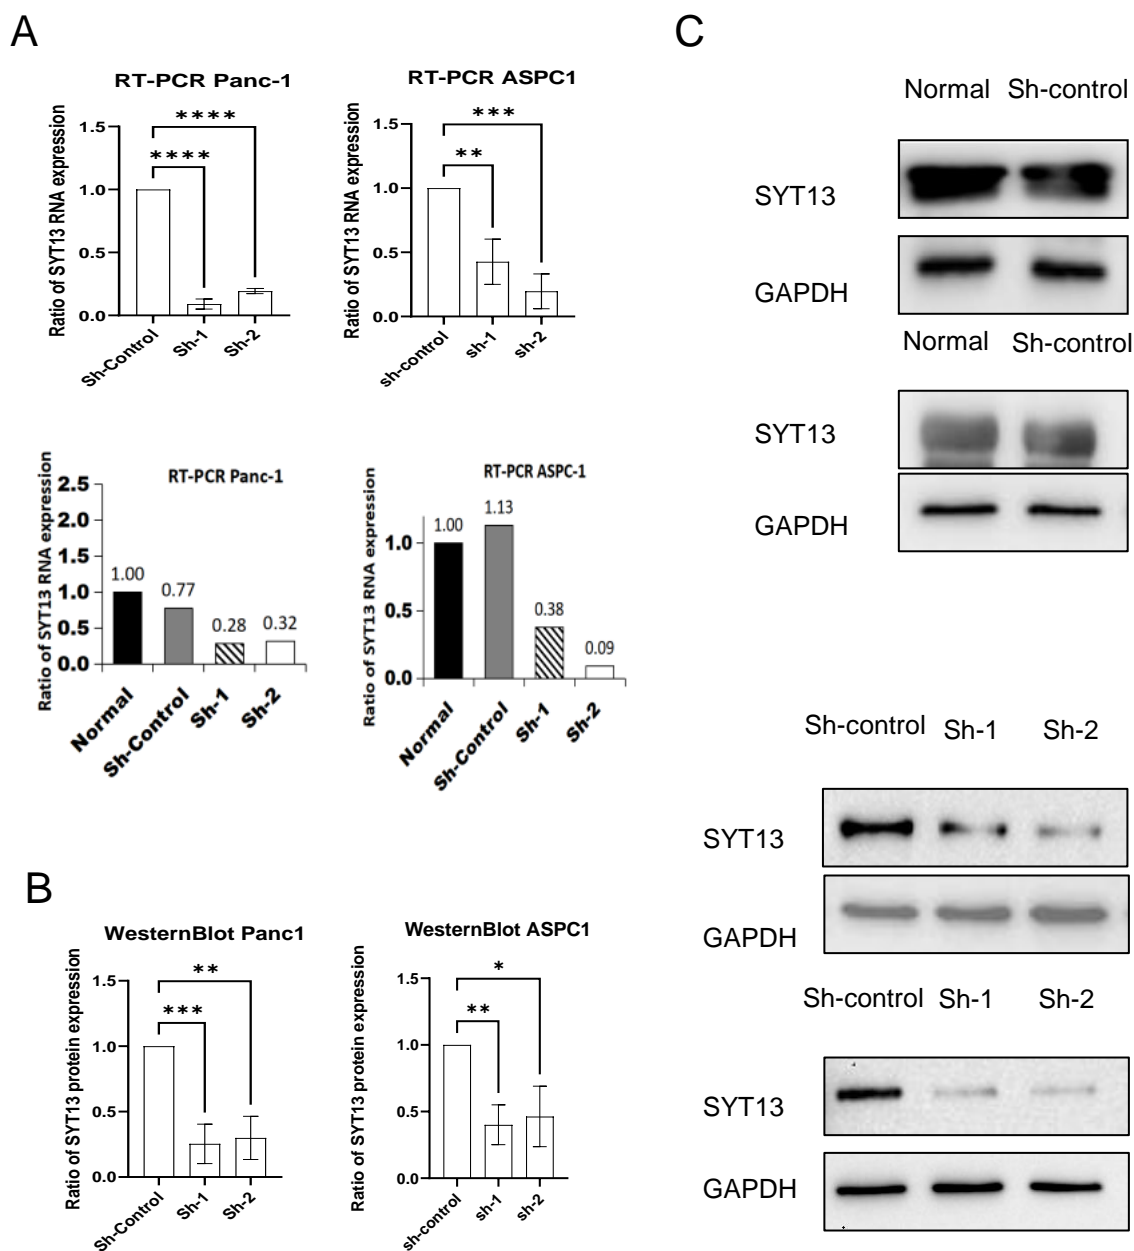 A
RT-PCR Panc-1
Ratio of SYT13 RNA expression
1.5
1.0
0.5
0.0
****
****
Sh-Control
Sh-1
Sh-2
RT-PCR ASPC1
Ratio of SYT13 RNA expression
1.5
1.0
0.5
0.0
***
**
sh-control
sh-1
sh-2
RT-PCR Panc-1
Ratio of SYT13 RNA expression
2.5
2.0
1.5
1.0
0.5
0.0
1.00
0.77
0.28
0.32
Normal
Sh-Control
Sh-1
Sh-2
RT-PCR ASPC-1
Ratio of SYT13 RNA expression
1.0
0.5
0.0
1.00
1.13
0.38
0.09
Normal
Sh-Control
Sh-1
Sh-2
B
WesternBlot Panc1
Ratio of SYT13 protein expression
1.5
1.0
0.5
0.0
**
***
Sh-Control
Sh-1
Sh-2
WesternBlot ASPC1
Ratio of SYT13 protein expression
1.5
1.0
0.5
0.0
*
**
sh-control
sh-1
sh-2
C
Normal Sh-control
SYT13
GAPDH
Normal Sh-control
SYT13
GAPDH
Sh-control Sh-1 Sh-2
SYT13
GAPDH
Sh-control Sh-1 Sh-2
SYT13
GAPDH